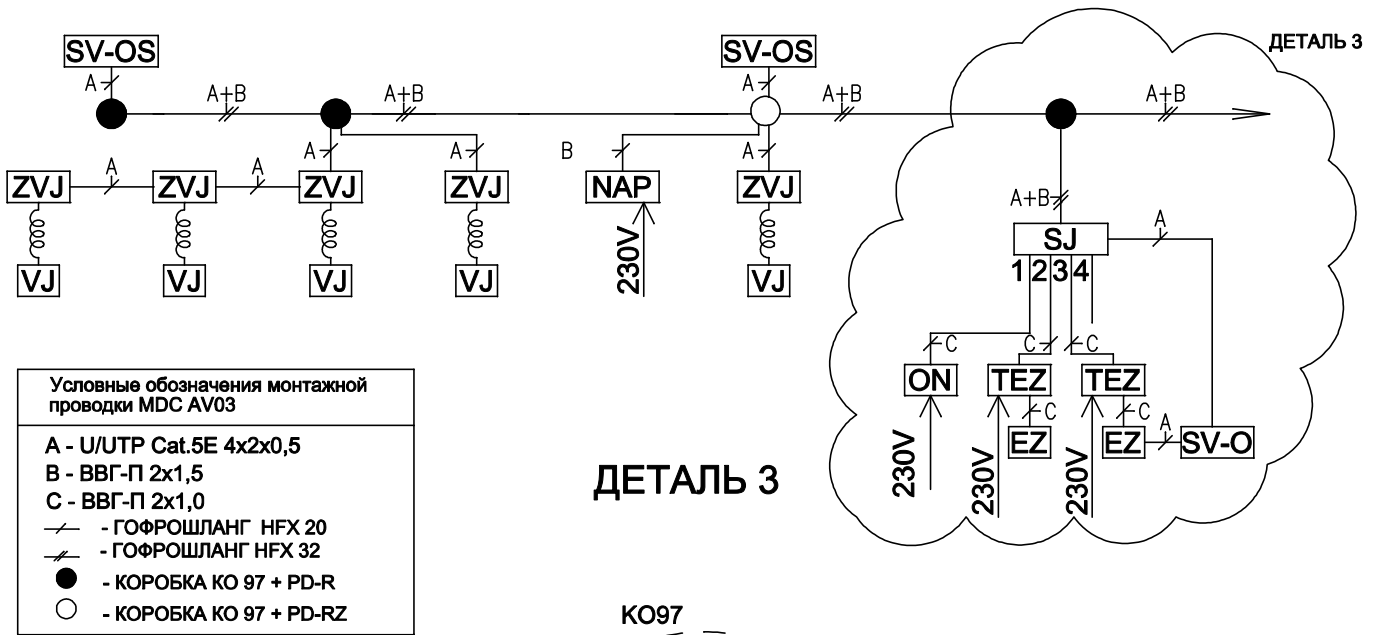 SV-OS
SV-OS
ДЕТАЛЬ 3
A
A+B
A+B
A
A+B
A+B
A
A
A
A
B
A
ZVJ
ZVJ
ZVJ
ZVJ
NAP
ZVJ
A+B
SJ
A
1 2 3 4
VJ
VJ
VJ
VJ
230V
VJ
C
C
C
ON
TEZ
TEZ
C
C
A
EZ
EZ
SV-O
230V
230V
230V
Условные обозначения монтажной
проводки MDC AV03
A - U/UTP Cat.5E 4x2x0,5
B - ВВГ-П 2x1,5
C - ВВГ-П 2x1,0
- ГОФРОШЛАНГ HFX 20
- ГОФРОШЛАНГ HFX 32
- КОРОБКА КО 97 + PD-R
- КОРОБКА КО 97 + PD-RZ
ДЕТАЛЬ 3
КО97